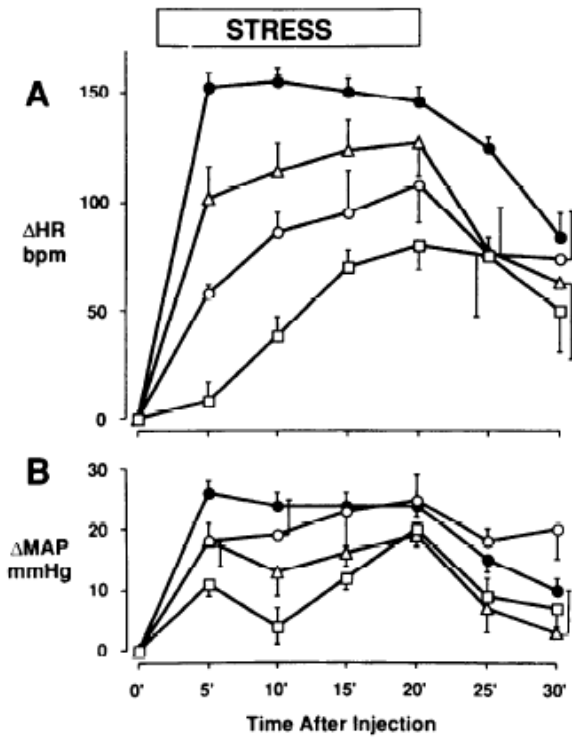 STRESS
A
150
100
ΔHR
bpm
50
0
B
30
20
ΔMAP
mmHg
10
0
0' 5' 10' 15' 20' 25' 30'
Time After Injection